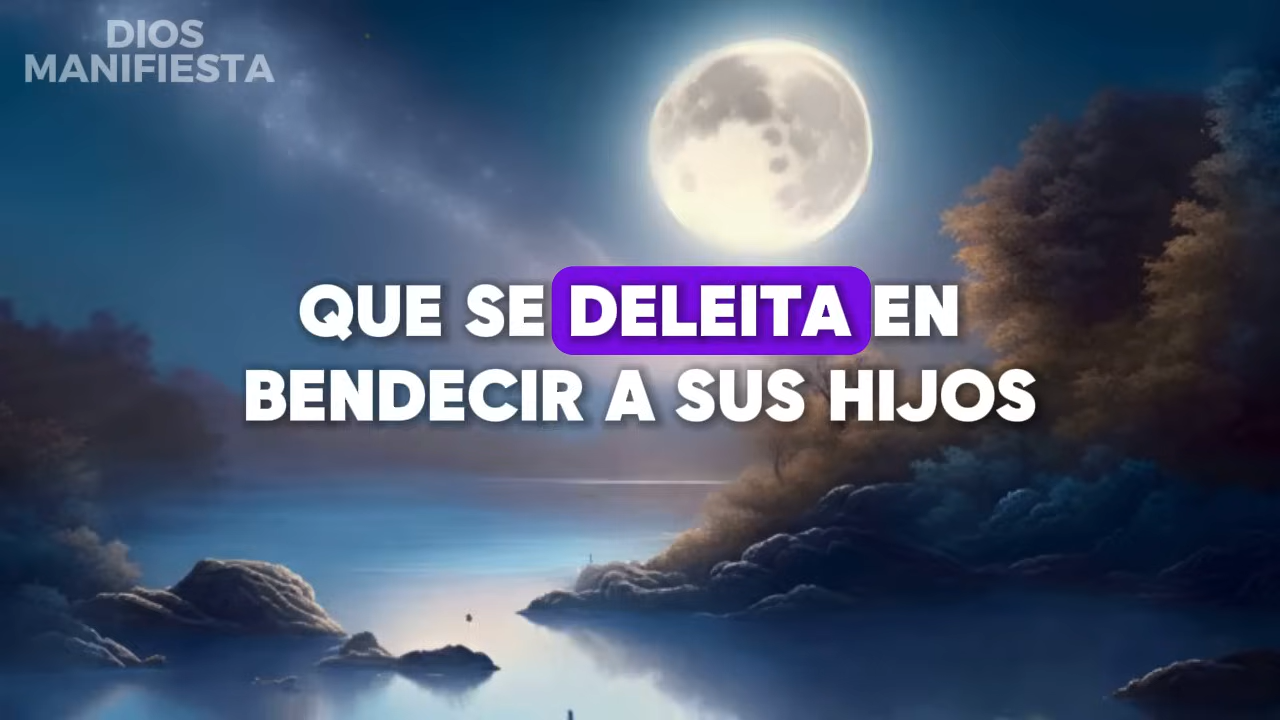 DIOS
MANIFIESTA
QUE SE DELEITA EN
BENDECIR A SUS HIJOS